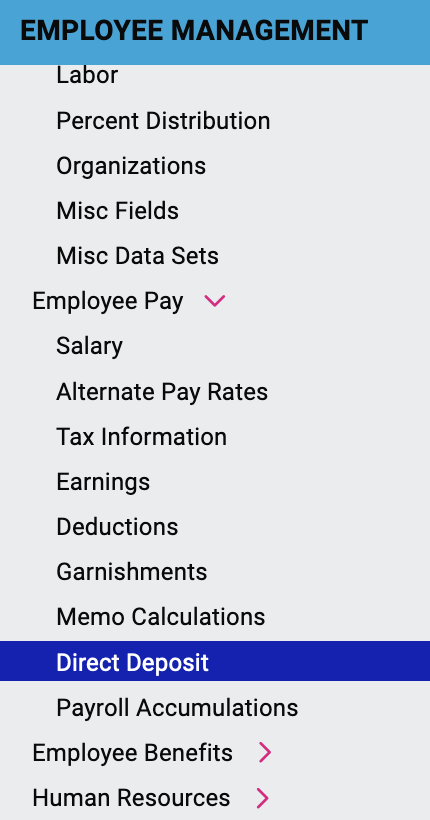 EMPLOYEE MANAGEMENT
Labor
Percent Distribution
Organizations
Misc Fields
Misc Data Sets
Employee Pay
Salary
Alternate Pay Rates
Tax Information
Earnings
Deductions
Garnishments
Memo Calculations
Direct Deposit
Payroll Accumulations
Employee Benefits
Human Resources